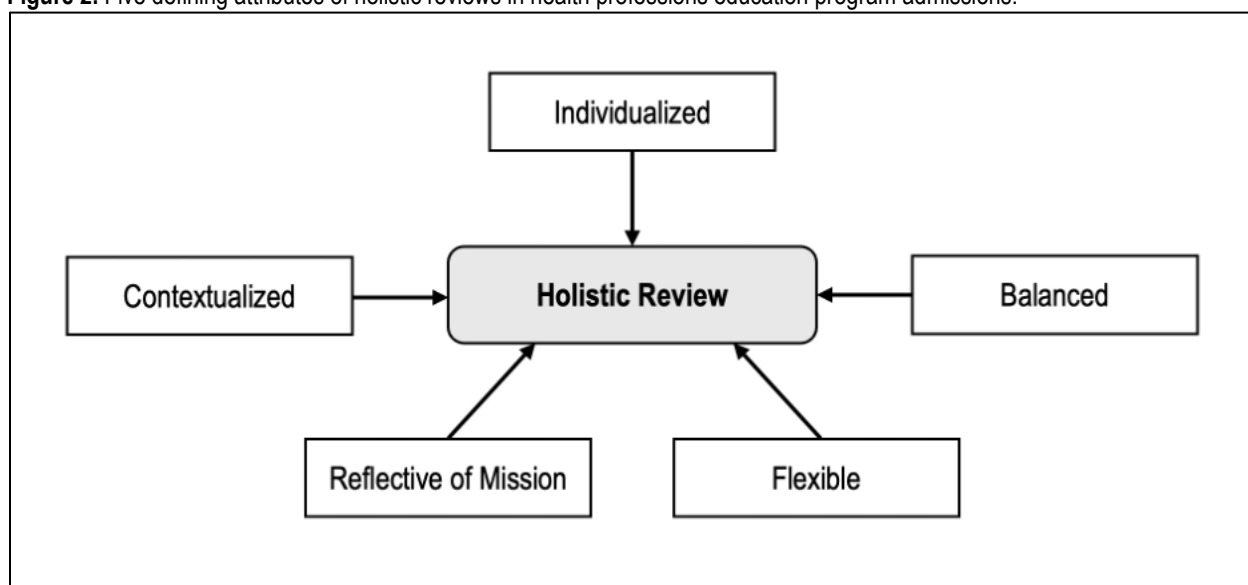 Figure 2. Five defining attributes of holistic reviews in health professions education program admissions.
Individualized
Contextualized
Holistic Review
Balanced
Reflective of Mission
Flexible